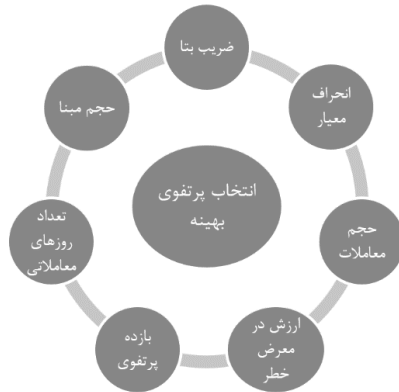 ضریب بتا
انحراف
معیار
حجم
معاملات
ارزش در
معرض
خطر
بازده
پرتفوی
تعداد
روزهای
معاملاتی
حجم مبنا
انتخاب پرتفوی
بهینه